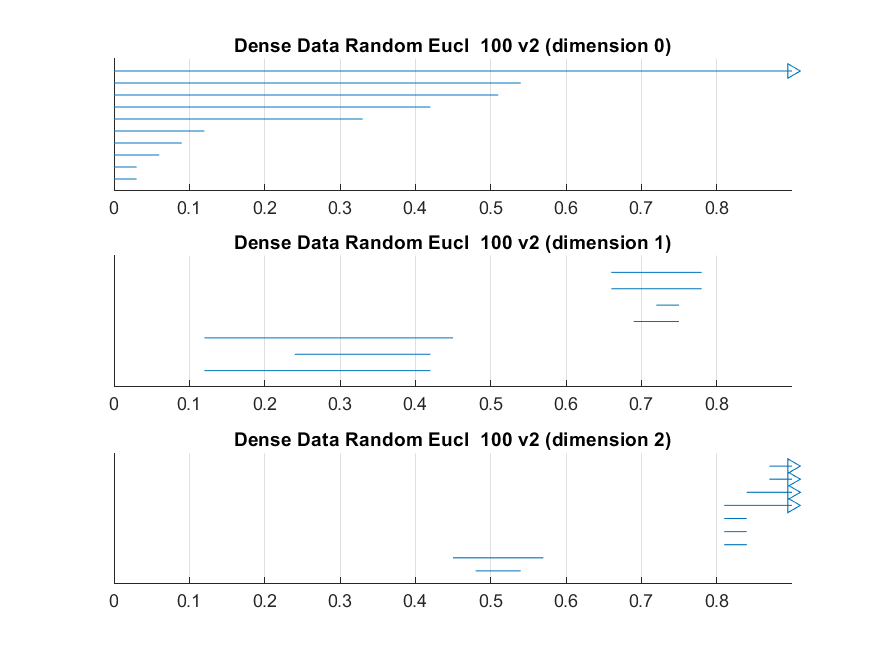 Dense Data Random Eucl  100 v2 (dimension 0)
0 0.1 0.2 0.3 0.4 0.5 0.6 0.7 0.8
Dense Data Random Eucl  100 v2 (dimension 1)
0 0.1 0.2 0.3 0.4 0.5 0.6 0.7 0.8
Dense Data Random Eucl  100 v2 (dimension 2)
0 0.1 0.2 0.3 0.4 0.5 0.6 0.7 0.8